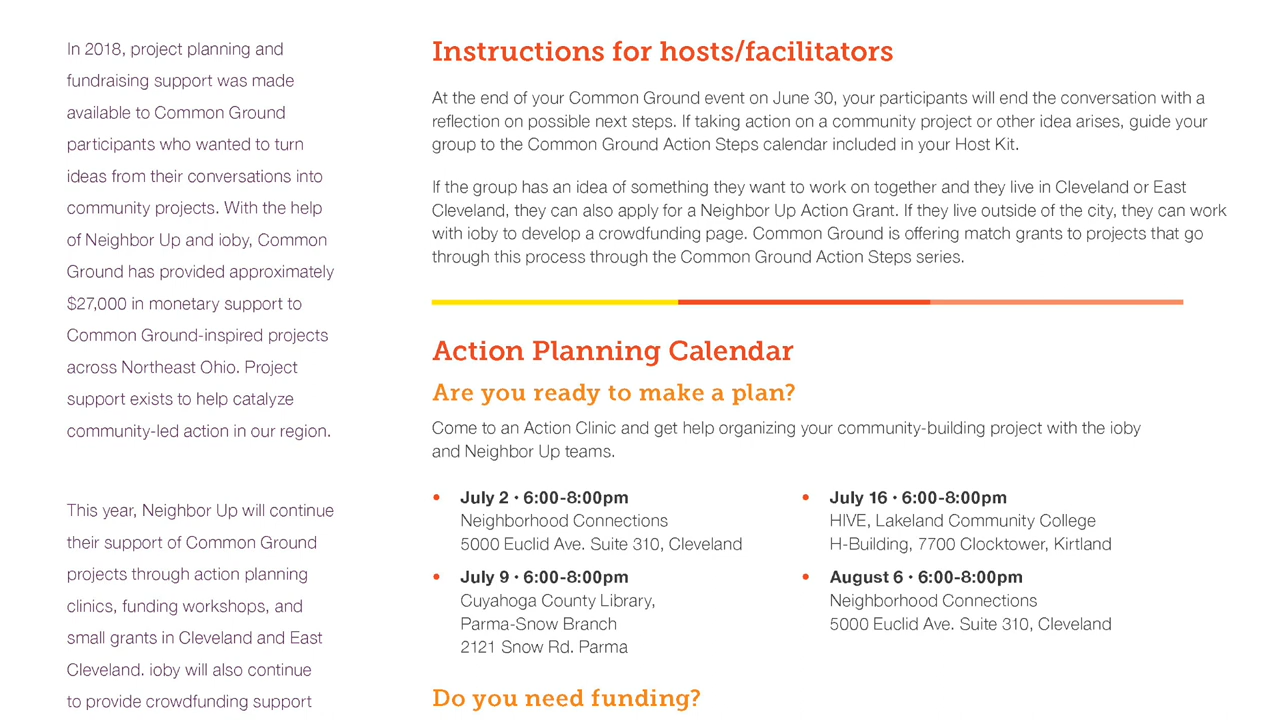 In 2018, project planning and
fundraising support was made
available to Common Ground
participants who wanted to turn
ideas from their conversations into
community projects. With the help
of Neighbor Up and ioby, Common
Ground has provided approximately
$27,000 in monetary support to
Common Ground-inspired projects
across Northeast Ohio. Project
support exists to help catalyze
community-led action in our region.
This year, Neighbor Up will continue
their support of Common Ground
projects through action planning
clinics, funding workshops, and
small grants in Cleveland and East
Cleveland. ioby will also continue
to provide crowdfunding support
Instructions for hosts/facilitators
At the end of your Common Ground event on June 30, your participants will end the conversation with a
reflection on possible next steps. If taking action on a community project or other idea arises, guide your
group to the Common Ground Action Steps calendar included in your Host Kit.
If the group has an idea of something they want to work on together and they live in Cleveland or East
Cleveland, they can also apply for a Neighbor Up Action Grant. If they live outside of the city, they can work
with ioby to develop a crowdfunding page. Common Ground is offering match grants to projects that go
through this process through the Common Ground Action Steps series.
Action Planning Calendar
Are you ready to make a plan?
Come to an Action Clinic and get help organizing your community-building project with the ioby
and Neighbor Up teams.
• July 2 • 6:00-8:00pm
Neighborhood Connections
5000 Euclid Ave. Suite 310, Cleveland
• July 9 • 6:00-8:00pm
Cuyahoga County Library,
Parma-Snow Branch
2121 Snow Rd. Parma
• July 16 • 6:00-8:00pm
HIVE, Lakeland Community College
H-Building, 7700 Clocktower, Kirtland
• August 6 • 6:00-8:00pm
Neighborhood Connections
5000 Euclid Ave. Suite 310, Cleveland
Do you need funding?